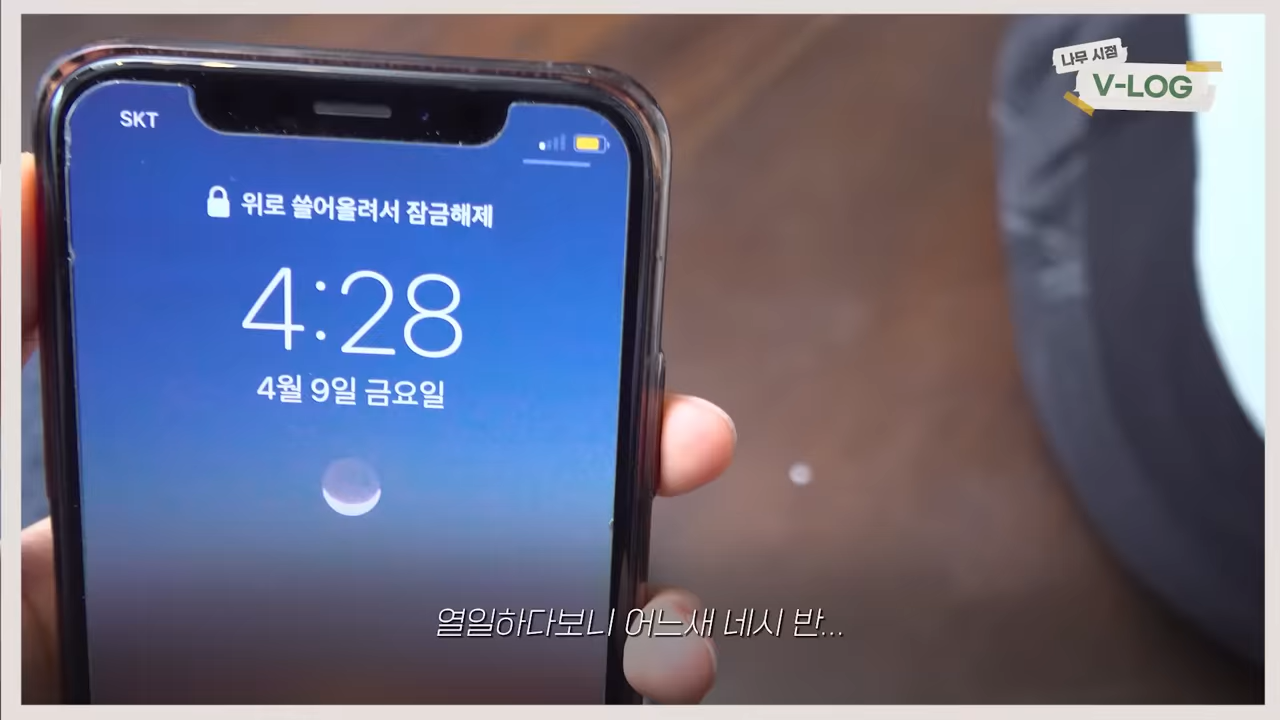 나무 시점
V-LOG
SKT
위로 쓸어올려서 잠금해제
4:28
4월 9일 금요일
열일하다보니 어느새 네시 반...